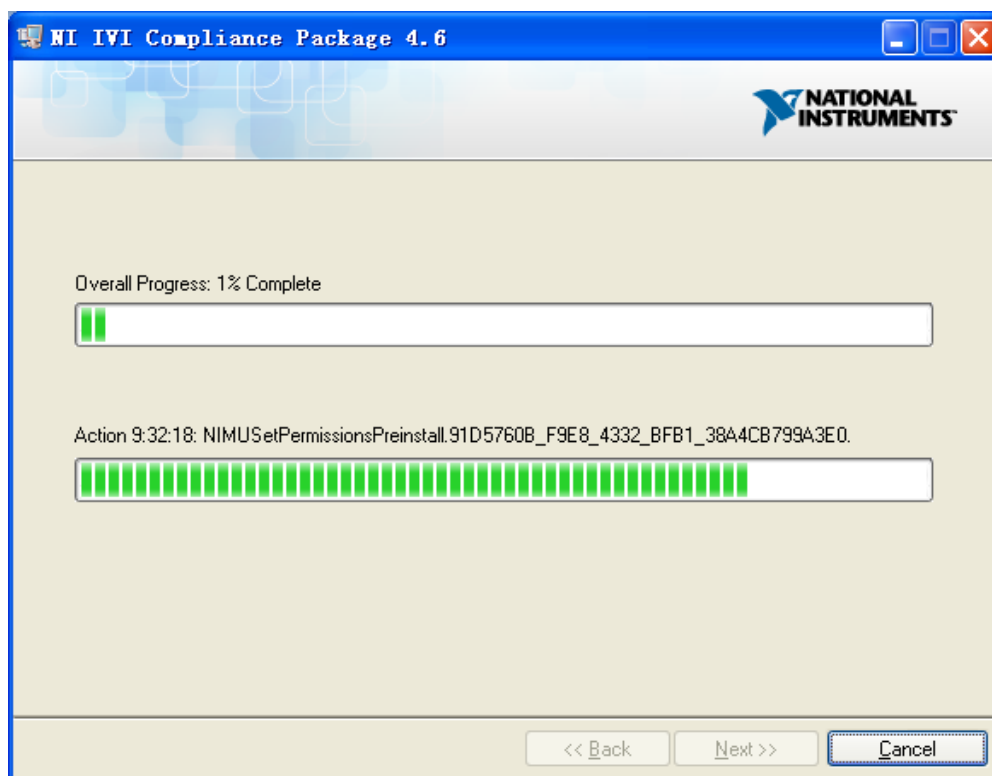 NI IVI Compliance Package 4.6
NATIONAL
INSTRUMENTS™
Overall Progress: 1% Complete
Action 9:32:18: NIMUSetPermissionsPreinstall.91D5760B_F9E8_4332_BFB1_38A4CB799A3E0.
<< Back
Next >>
Cancel